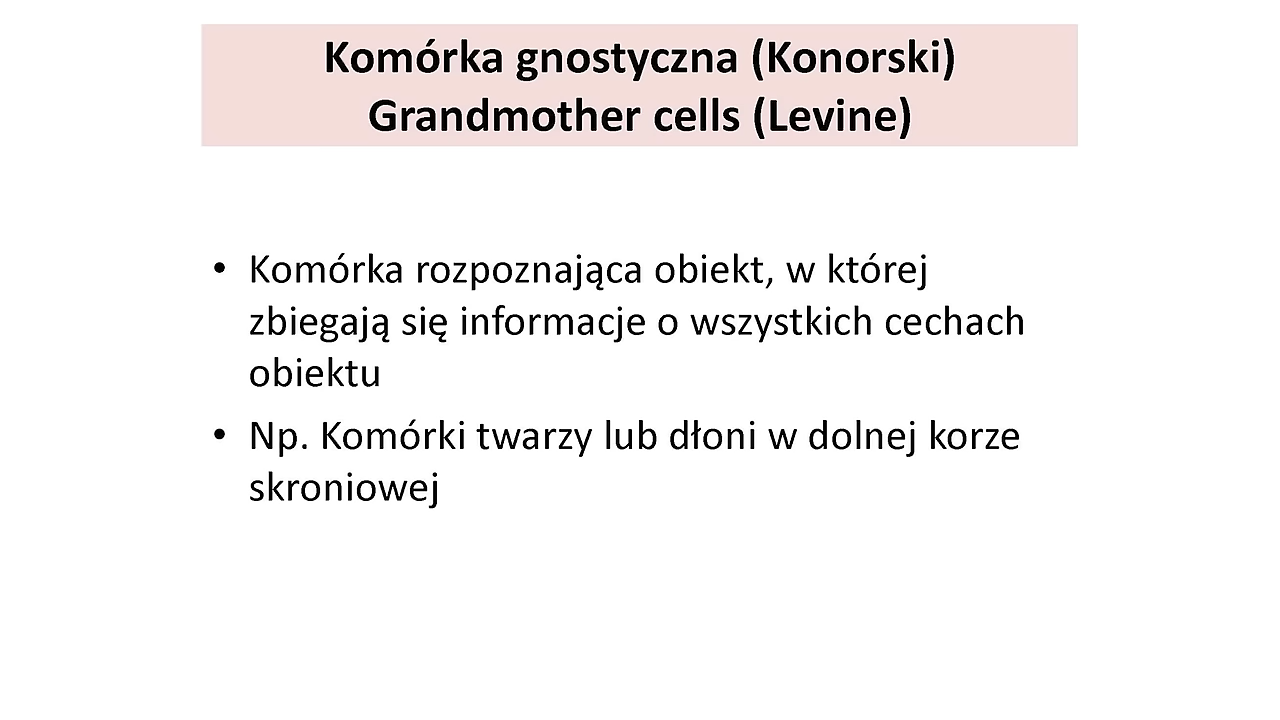 Komórka gnostyczna (Konorski)
Grandmother cells (Levine)
• Komórka rozpoznająca obiekt, w której
zbiegają się informacje o wszystkich cechach
obiektu
• Np. Komórki twarzy lub dłoni w dolnej korze
skroniowej